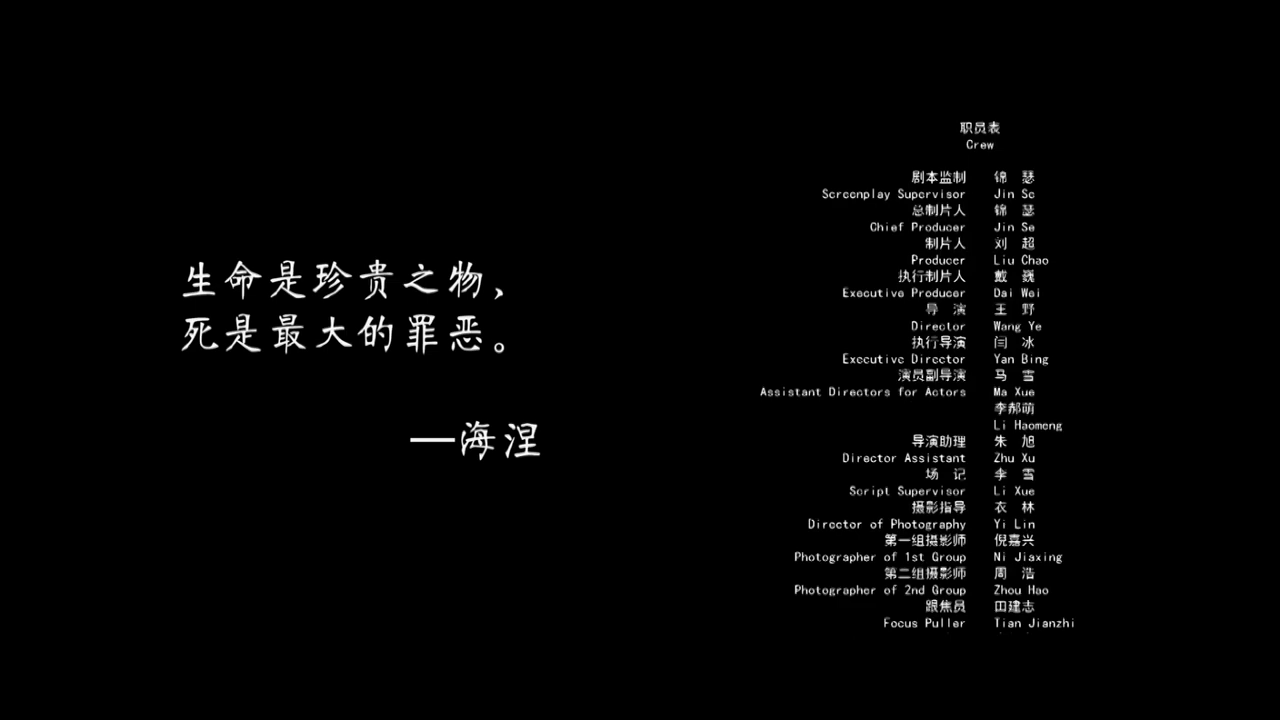 生命是珍贵之物，
死是最大的罪恶。
—海涅
职员表
Crew
剧本监制 锦 瑟
Screenplay Supervisor Jin Se
总制片人 锦 瑟
Chief Producer Jin Se
制片人 刘 超
Producer Liu Chao
执行制片人 戴 巍
Executive Producer Dai Wei
导 演 王 野
Director Wang Ye
执行导演 闫 冰
Executive Director Yan Bing
演员副导演 马 雪
Assistant Directors for Actors Ma Xue
李郝萌
Li Haomeng
导演助理 朱 旭
Director Assistant Zhu Xu
场 记 李 雪
Script Supervisor Li Xue
摄影指导 衣 林
Director of Photography Yi Lin
第一组摄影师 倪嘉兴
Photographer of 1st Group Ni Jiaxing
第二组摄影师 周 浩
Photographer of 2nd Group Zhou Hao
跟焦员 田建志
Focus Puller Tian Jianzhi